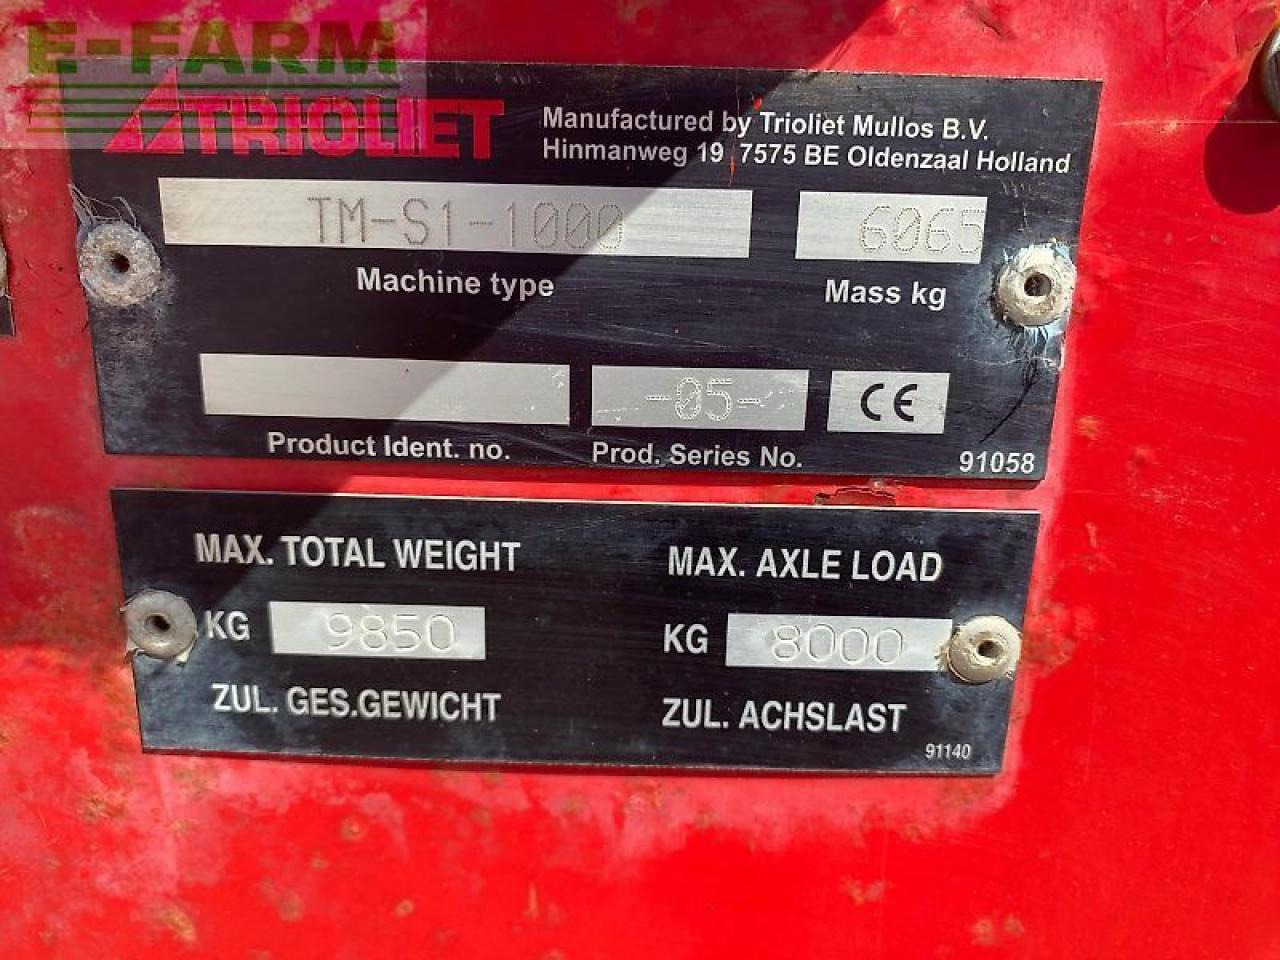 E-FARM
TRIOLIET
Manufactured by Trioliet Mullos B.V.
Hinmanweg 19 7575 BE Oldenzaal Holland
TM-S1-1000
6065
Machine type
Mass kg
-05-
CE
Product Ident. no.
Prod. Series No.
91058
MAX. TOTAL WEIGHT
MAX. AXLE LOAD
KG 9850
KG 8000
ZUL. GES.GEWICHT
ZUL. ACHSLAST
91140